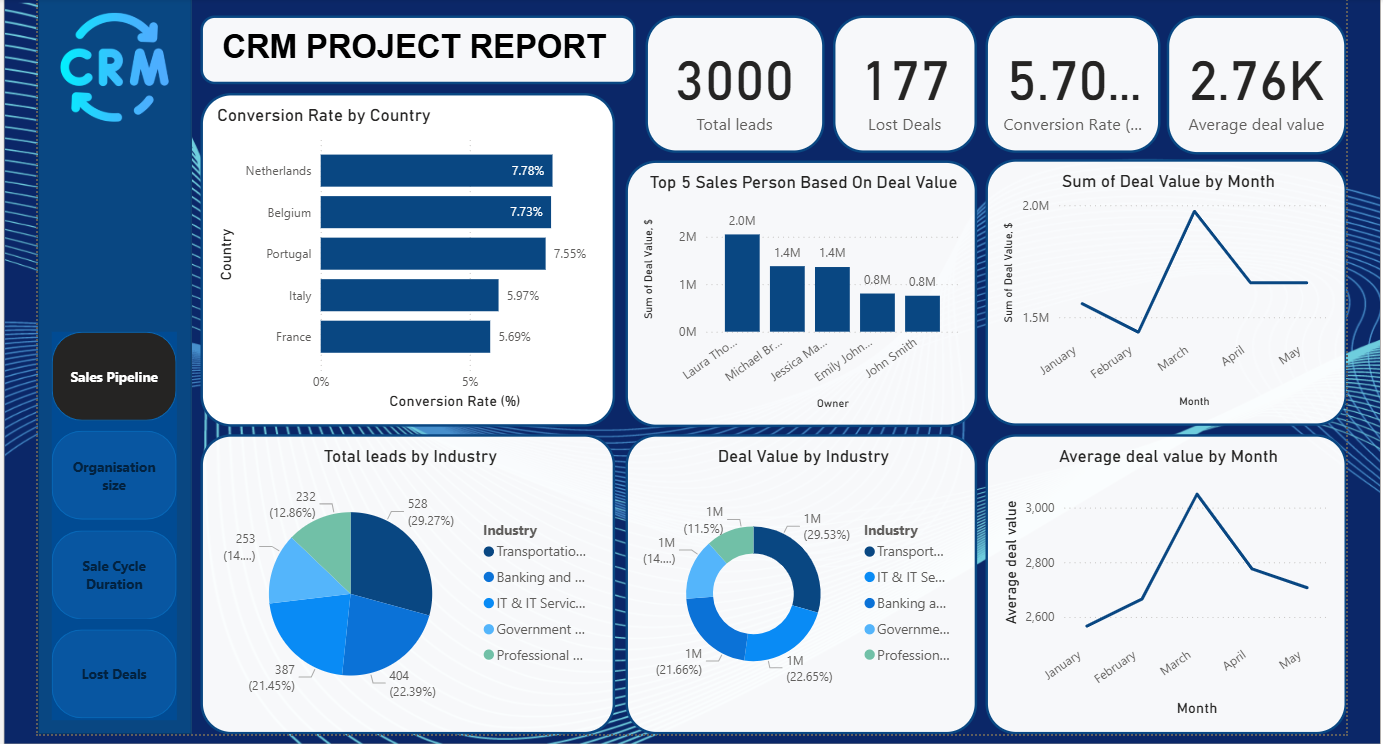 CRM
CRM PROJECT REPORT
3000
Total leads
177
Lost Deals
5.70...
Conversion Rate (...
2.76K
Average deal value
Sales Pipeline
Organisation
size
Sale Cycle
Duration
Lost Deals
Conversion Rate by Country
Country
Netherlands
7.78%
Belgium
7.73%
Portugal
7.55%
Italy
5.97%
France
5.69%
0%
5%
Conversion Rate (%)
Top 5 Sales Person Based On Deal Value
Sum of Deal Value, $
2M
1M
0M
2.0M
1.4M
1.4M
0.8M
0.8M
Laura Tho...
Michael Br...
Jessica Ma...
Emily John...
John Smith
Owner
Sum of Deal Value by Month
Sum of Deal Value, $
2.0M
1.5M
January
February
March
April
May
Month
Total leads by Industry
528
(29.27%)
404
(22.39%)
387
(21.45%)
253
(14....)
232
(12.86%)
Industry
Transportatio...
Banking and ...
IT & IT Servic...
Government ...
Professional ...
Deal Value by Industry
1M
(29.53%)
1M
(22.65%)
1M
(21.66%)
1M
(14....)
1M
(11.5%)
Industry
Transport...
IT & IT Se...
Banking a...
Governme...
Profession...
Average deal value by Month
Average deal value
3,000
2,800
2,600
January
February
March
April
May
Month